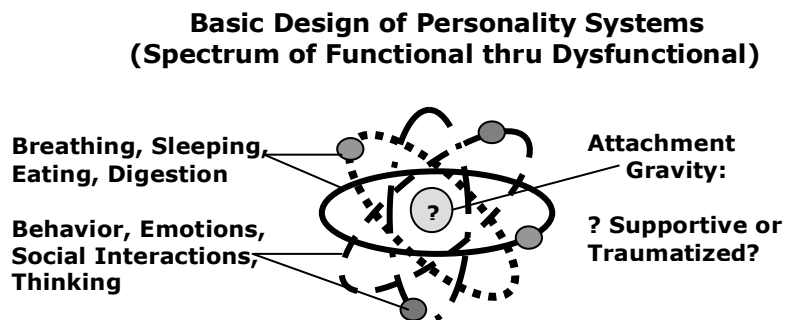 Basic Design of Personality Systems
(Spectrum of Functional thru Dysfunctional)
Breathing, Sleeping,
Eating, Digestion
Behavior, Emotions,
Social Interactions,
Thinking
?
Attachment
Gravity:
? Supportive or
Traumatized?